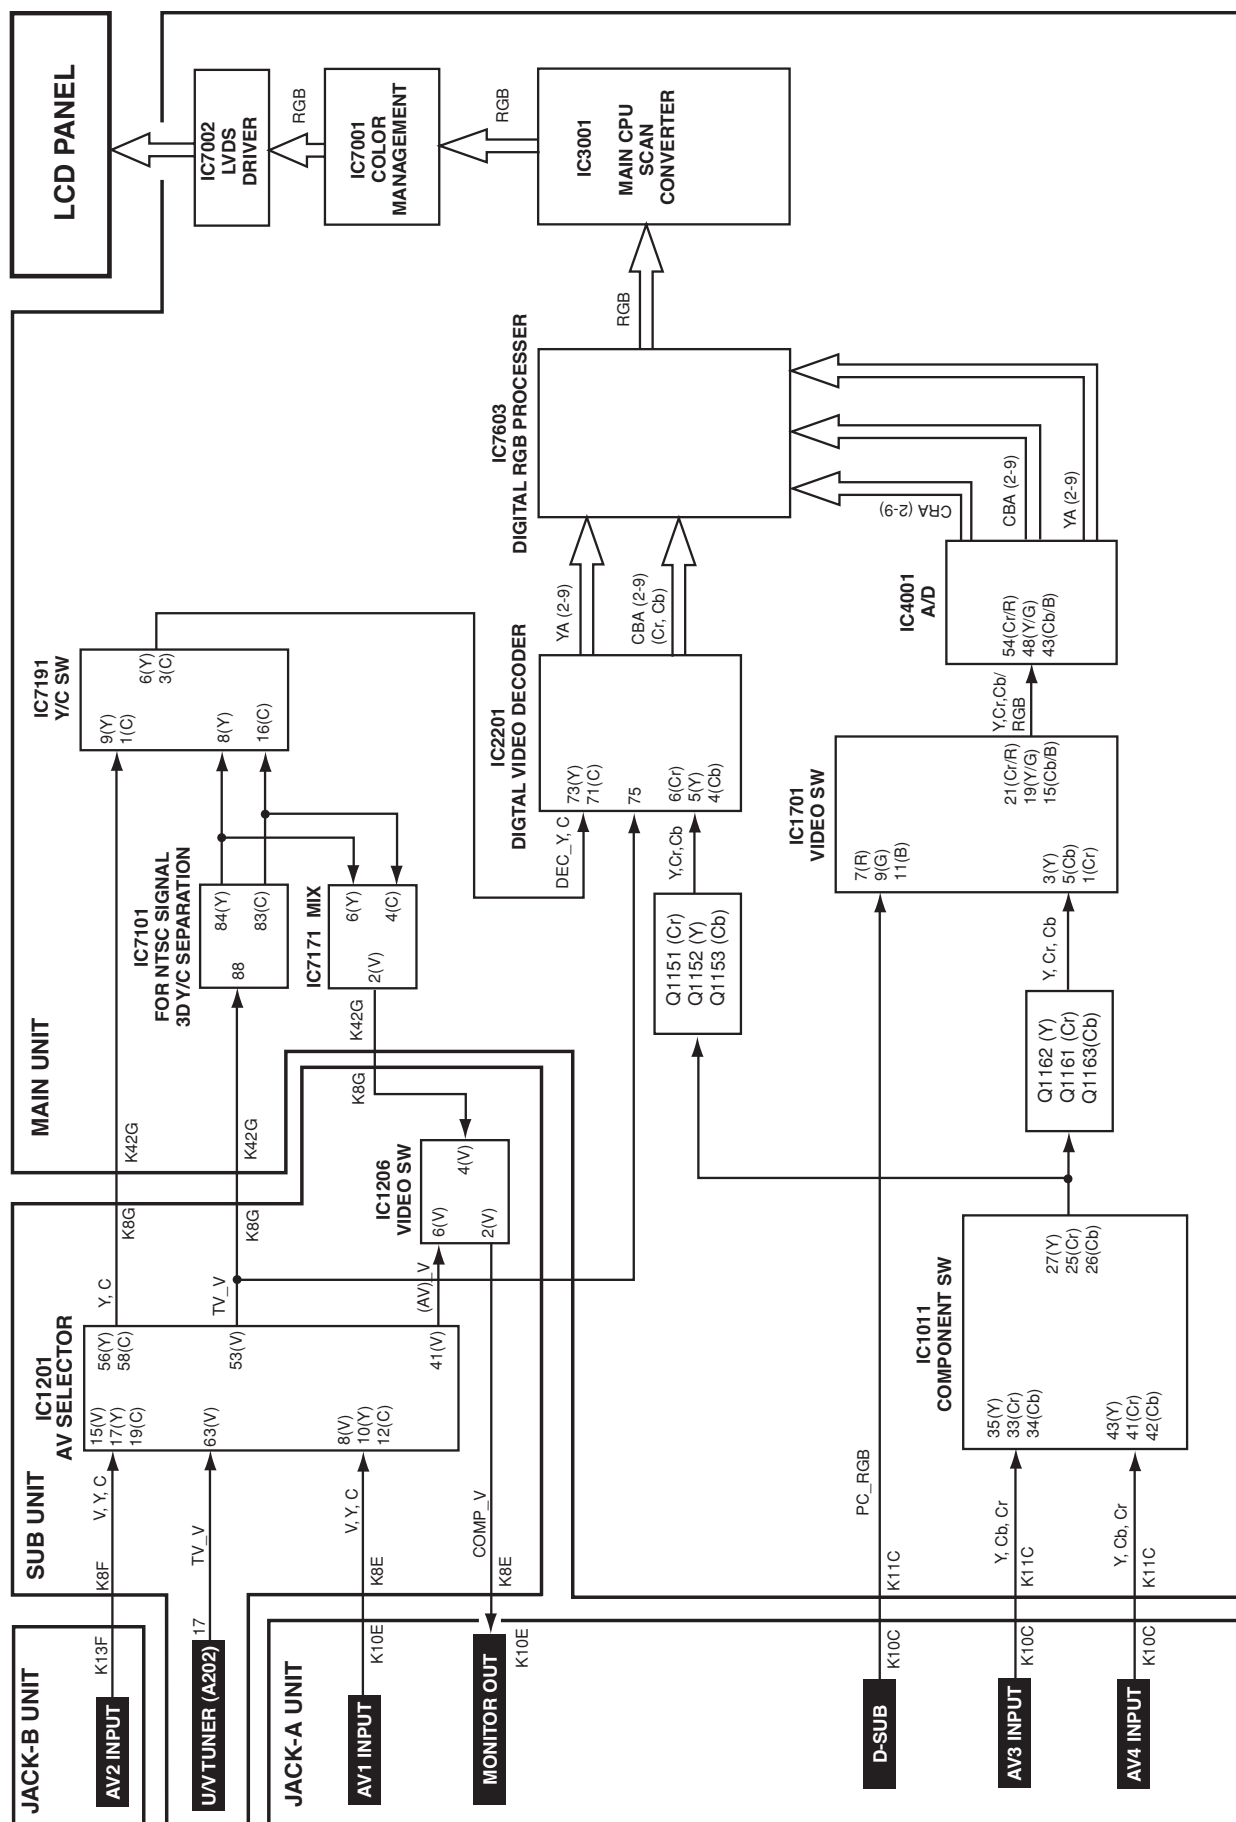 LCD PANEL
IC7002
LVDS
DRIVER
RGB
IC7001
COLOR
MANAGEMENT
RGB
IC3001
MAIN CPU
SCAN
CONVERTER
RGB
IC7603
DIGITAL RGB PROCESSER
CRA (2-9)
CBA (2-9)
YA (2-9)
IC4001
A/D
54(Cr/R)
48(Y/G)
43(Cb/B)
YA (2-9)
CBA (2-9)
(Cr, Cb)
IC2201
DIGTAL VIDEO DECODER
73(Y)
71(C)
75
6(Cr)
5(Y)
4(Cb)
IC7191
Y/C SW
9(Y)
1(C)
6(Y)
3(C)
8(Y)
16(C)
Y,Cr,Cb/
RGB
IC1701
VIDEO SW
7(R)
9(G)
11(B)
21(Cr/R)
19(Y/G)
15(Cb/B)
3(Y)
5(Cb)
1(Cr)
DEC_Y, C
Y,Cr,Cb
IC7101
FOR NTSC SIGNAL
3D Y/C SEPARATION
84(Y)
83(C)
88
IC7171 MIX
6(Y)
4(C)
2(V)
Q1151 (Cr)
Q1152 (Y)
Q1153 (Cb)
Y, Cr, Cb
Q1162 (Y)
Q1161 (Cr)
Q1163(Cb)
MAIN UNIT
K42G
K42G
K42G
K8G
K8G
K8G
IC1206
VIDEO SW
4(V)
6(V)
2(V)
Y, C
TV_V
(AV)_V
IC1201
AV SELECTOR
15(V)
17(Y)
19(C)
56(Y)
58(C)
63(V)
53(V)
8(V)
10(Y)
12(C)
41(V)
IC1011
COMPONENT SW
27(Y)
25(Cr)
26(Cb)
35(Y)
33(Cr)
34(Cb)
43(Y)
41(Cr)
42(Cb)
SUB UNIT
V, Y, C
K8F
TV_V
V, Y, C
K8E
COMP_V
K8E
PC_RGB
K11C
Y, Cb, Cr
K11C
Y, Cb, Cr
K11C
JACK-B UNIT
K13F
AV2 INPUT
17
U/V TUNER (A202)
JACK-A UNIT
K10E
AV1 INPUT
K10E
MONITOR OUT
K10C
D-SUB
K10C
AV3 INPUT
K10C
AV4 INPUT